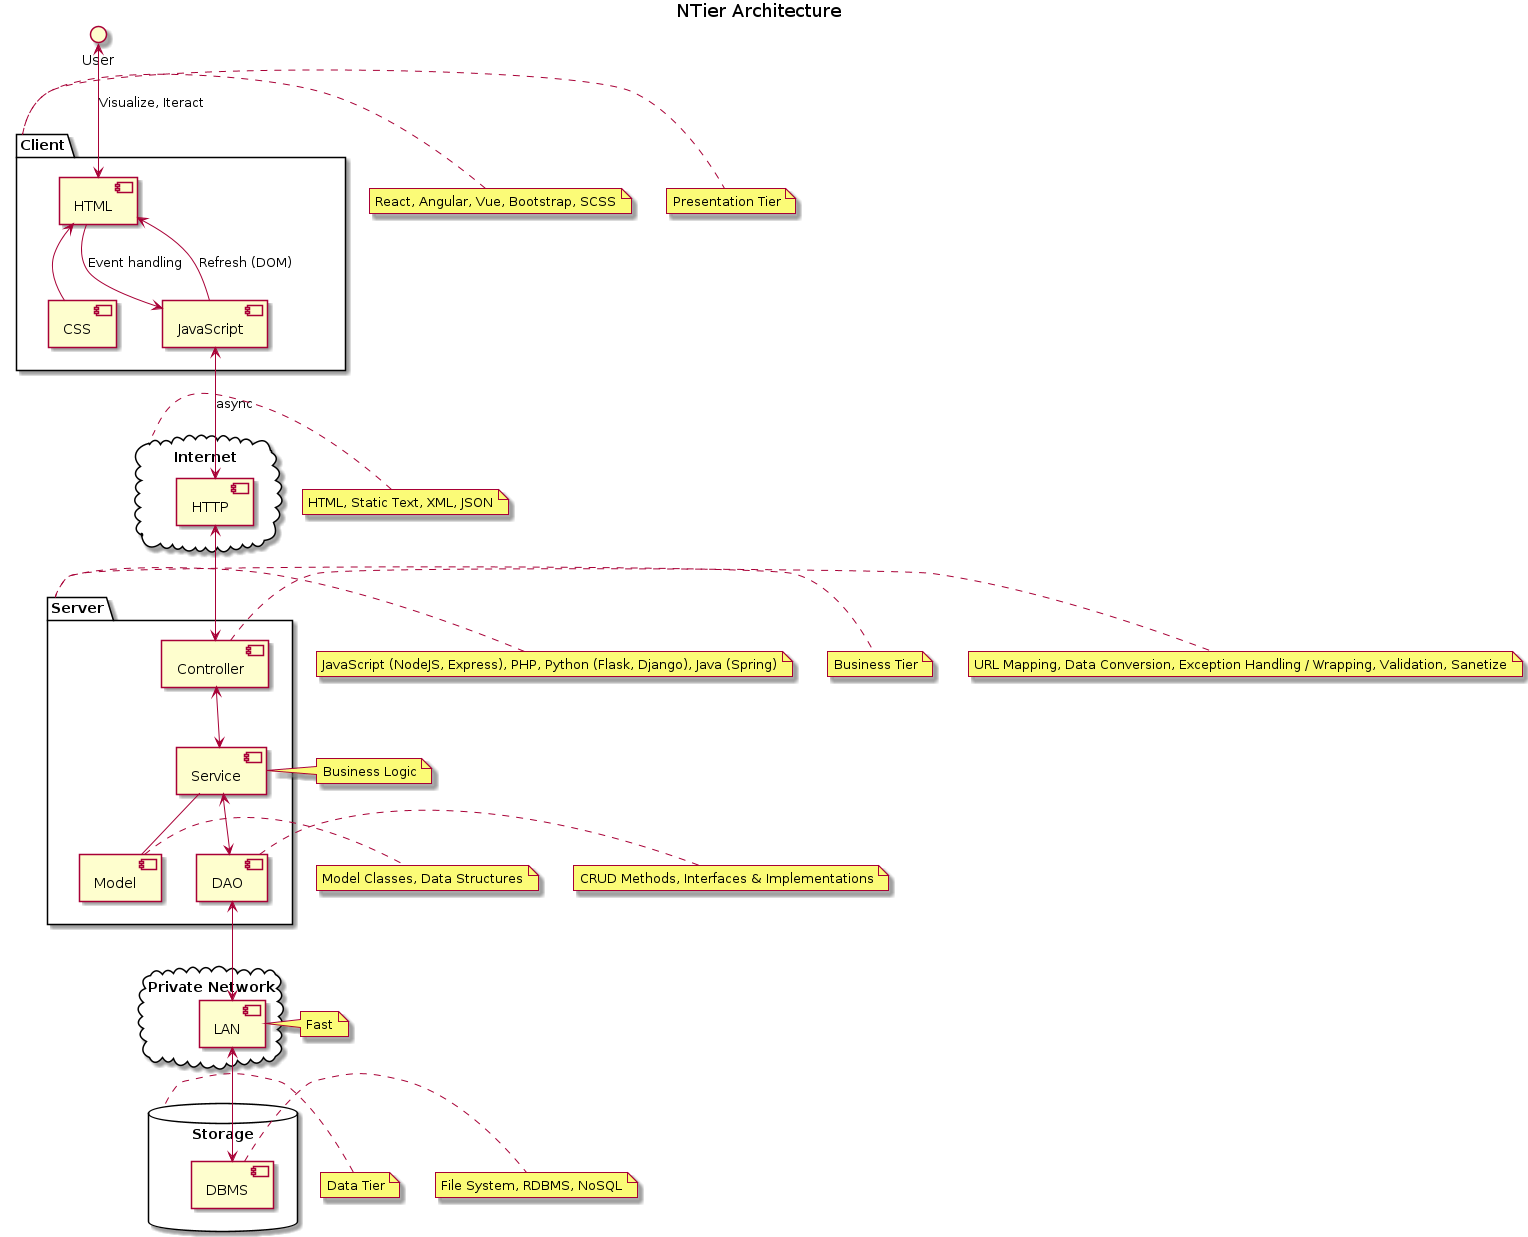 NTier Architecture
User
Visualize, Iteract
Client
HTML
React, Angular, Vue, Bootstrap, SCSS
Presentation Tier
Event handling
Refresh (DOM)
CSS
JavaScript
async
Internet
HTTP
HTML, Static Text, XML, JSON
Server
Controller
JavaScript (NodeJS, Express), PHP, Python (Flask, Django), Java (Spring)
Business Tier
URL Mapping, Data Conversion, Exception Handling / Wrapping, Validation, Sanetize
Service
Business Logic
Model
DAO
Model Classes, Data Structures
CRUD Methods, Interfaces & Implementations
Private Network
LAN
Fast
Storage
DBMS
Data Tier
File System, RDBMS, NoSQL